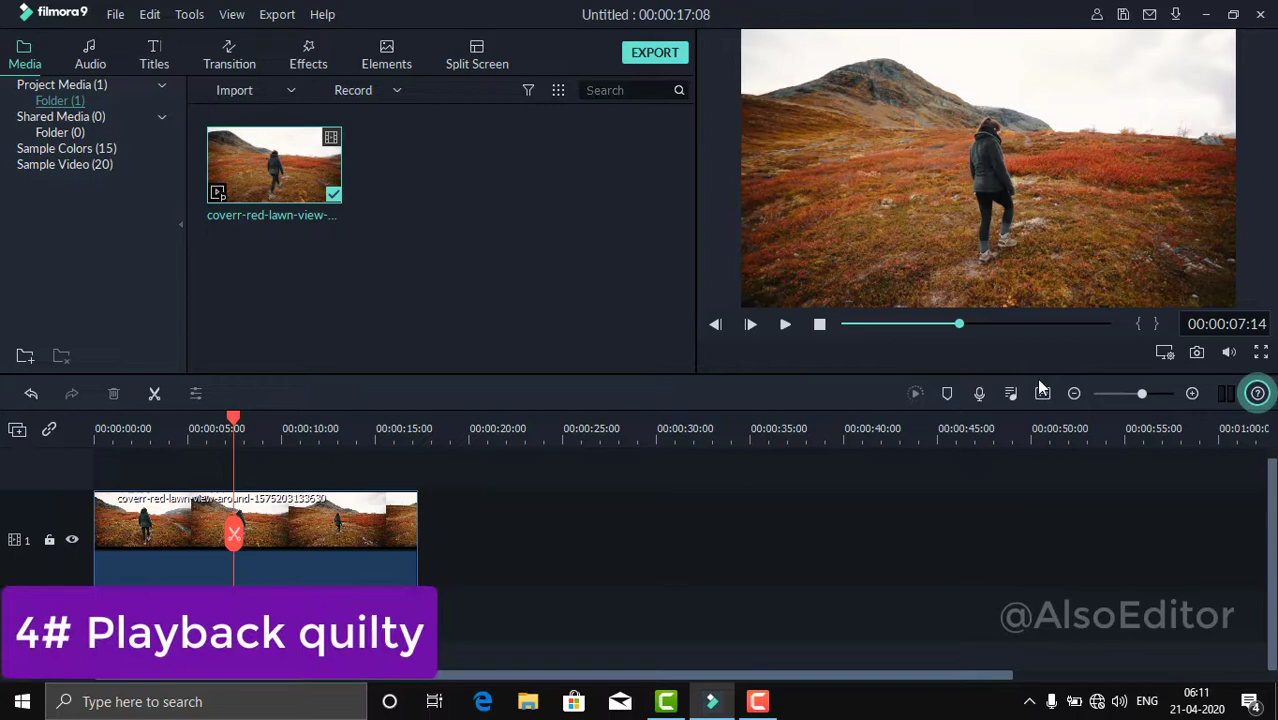 filmora9 File Edit Tools View Export Help Untitled : 00:00:17:08
Media Audio Titles Transition Effects Elements Split Screen EXPORT
Project Media (1)
Folder (1)
Shared Media (0)
Folder (0)
Sample Colors (15)
Sample Video (20)
Import Record Search
coverr-red-lawn-view-...
00:00:07:14
00:00:00:00 00:00:05:00 00:00:10:00 00:00:15:00 00:00:20:00 00:00:25:00 00:00:30:00 00:00:35:00 00:00:40:00 00:00:45:00 00:00:50:00 00:00:55:00 00:01:00:0
coverr-red-lawn-view-around-1575203133630
1
4# Playback quilty
@AlsoEditor
Type here to search
ENG
06:11
21-04-2020
4